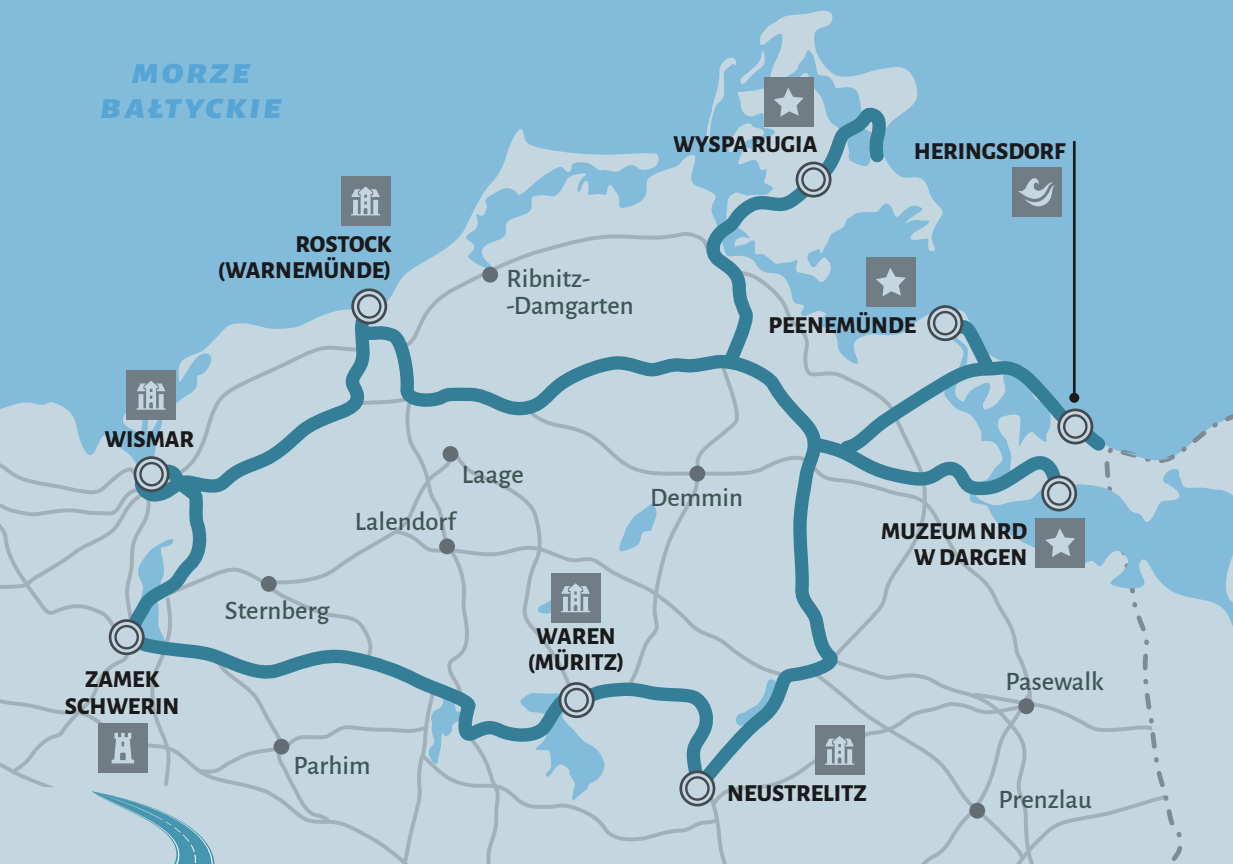 MORZE
BAŁTYCKIE
WYSPA RUGIA
HERINGSDORF
ROSTOCK
(WARNEMÜNDE)
Ribnitz-
-Damgarten
PEENEMÜNDE
WISMAR
Laage
Demmin
Lalendorf
MUZEUM NRD
W DARGEN
Sternberg
WAREN
(MÜRITZ)
ZAMEK
SCHWERIN
Pasewalk
Parhim
NEUSTRELITZ
Prenzlau